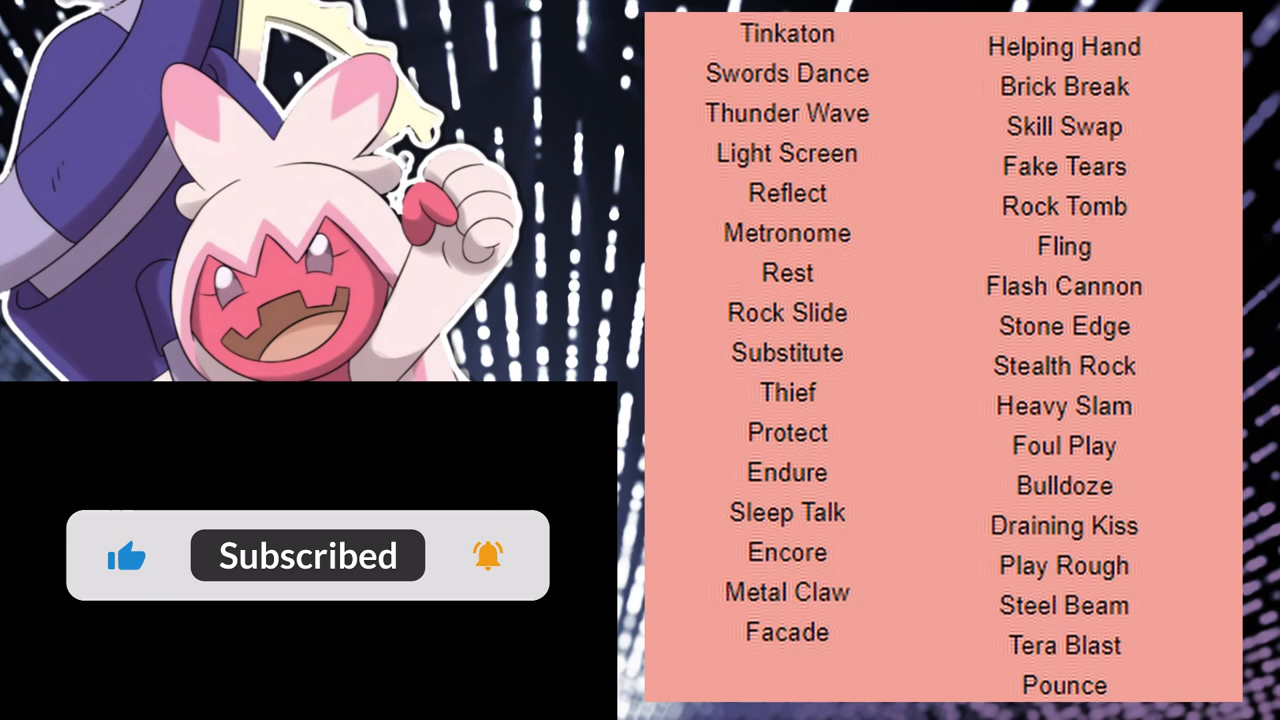 Tinkaton
Swords Dance
Thunder Wave
Light Screen
Reflect
Metronome
Rest
Rock Slide
Substitute
Thief
Protect
Endure
Sleep Talk
Encore
Metal Claw
Facade
Helping Hand
Brick Break
Skill Swap
Fake Tears
Rock Tomb
Fling
Flash Cannon
Stone Edge
Stealth Rock
Heavy Slam
Foul Play
Bulldoze
Draining Kiss
Play Rough
Steel Beam
Tera Blast
Pounce
Subscribed